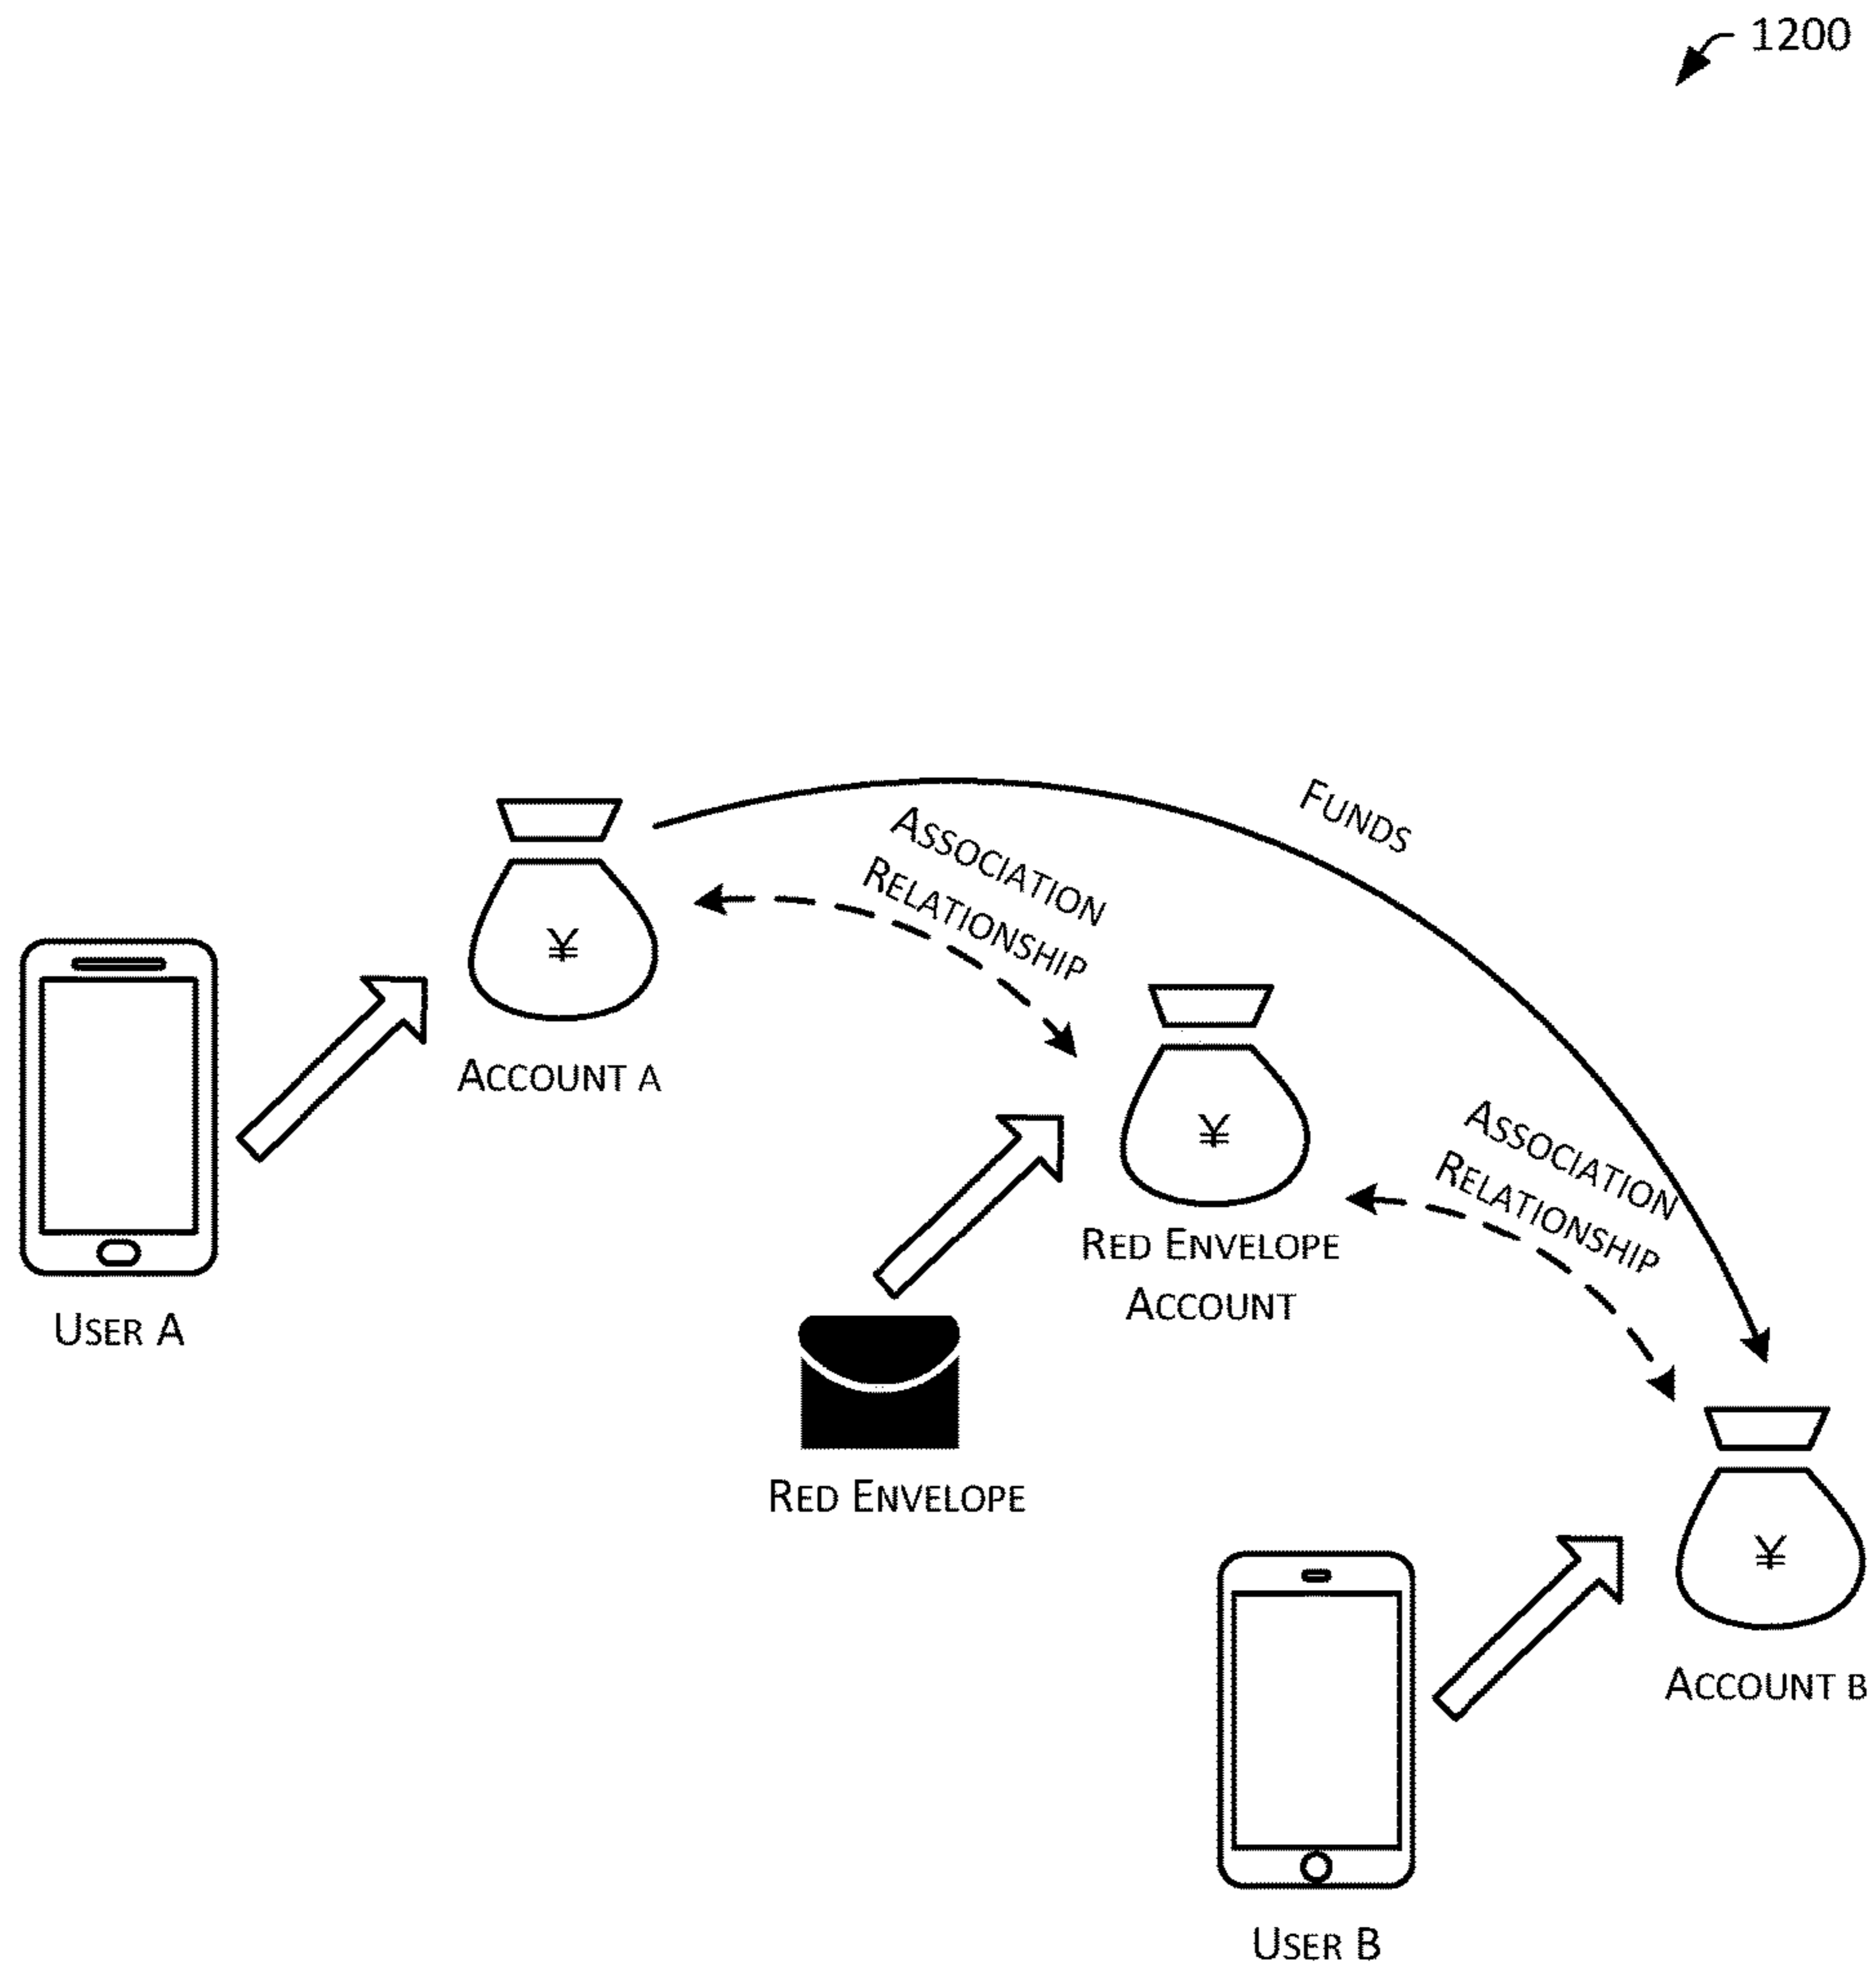 1200
FUNDS
ASSOCIATION
RELATIONSHIP
¥
ACCOUNT A
¥
ASSOCIATION
RELATIONSHIP
RED ENVELOPE
ACCOUNT
USER A
RED ENVELOPE
¥
ACCOUNT B
USER B